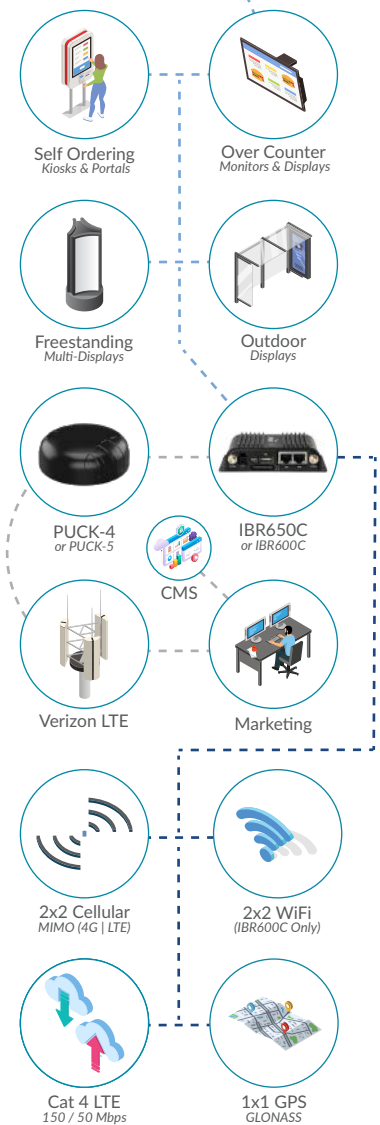 Self Ordering
Kiosks & Portals
Over Counter
Monitors & Displays
Freestanding
Multi-Displays
Outdoor
Displays
PUCK-4
or PUCK-5
IBR650C
or IBR600C
CMS
Verizon LTE
Marketing
2x2 Cellular
MIMO (4G | LTE)
2x2 WiFi
(IBR600C Only)
Cat 4 LTE
150 / 50 Mbps
1x1 GPS
GLONASS